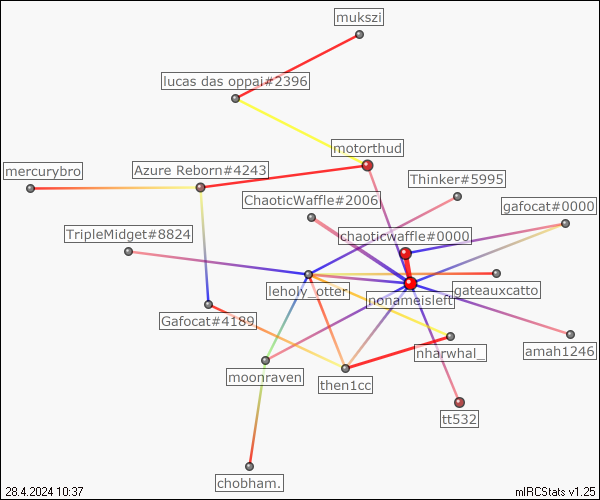 mukszi
lucas das oppai#2396
motorthud
mercurybro
Azure Reborn#4243
Thinker#5995
ChaoticWaffle#2006
gafocat#0000
TripleMidget#8824
chaoticwaffle#0000
leholy_otter
nonameisleft
gateauxcatto
Gafocat#4189
nharwhal_
amah1246
moonraven
then1cc
tt532
chobham.
28.4.2024 10:37
mIRCStats v1.25